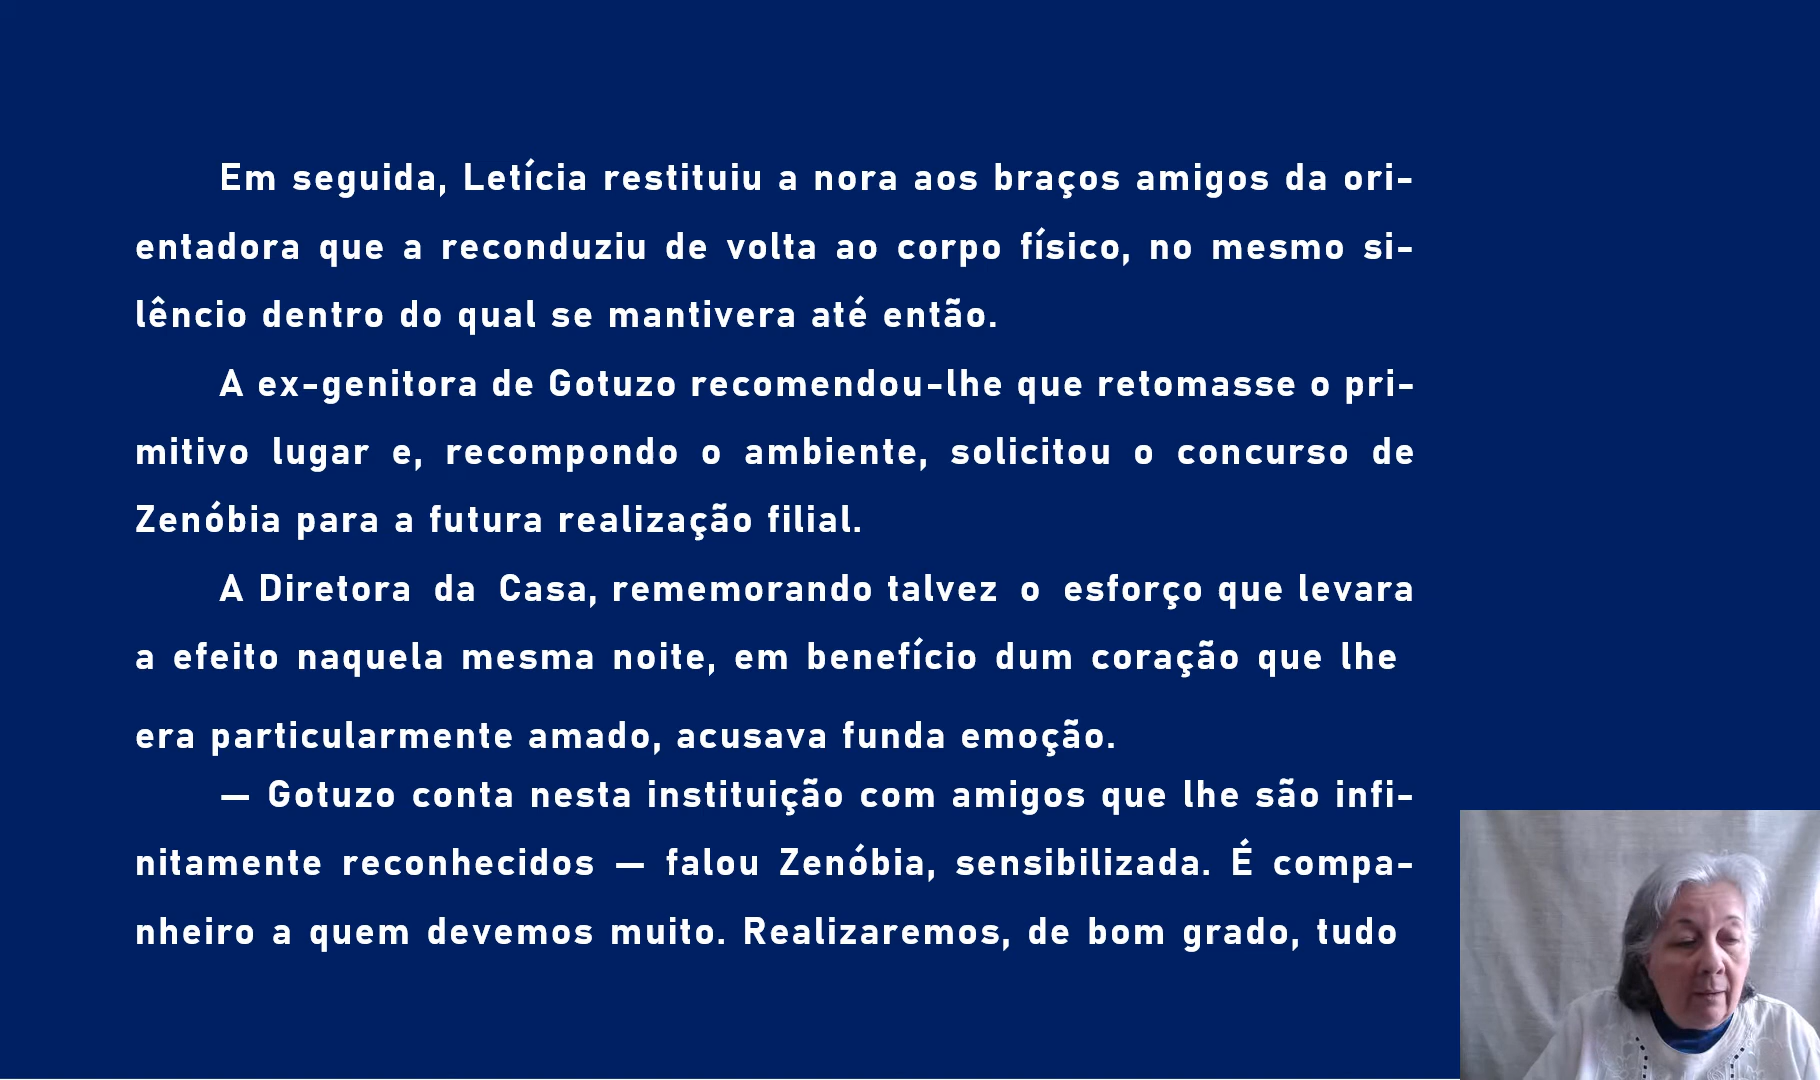 Em seguida, Letícia restituiu a nora aos braços amigos da ori-
entadora que a reconduziu de volta ao corpo físico, no mesmo si-
lêncio dentro do qual se mantivera até então.
A ex-genitora de Gotuzo recomendou-lhe que retomasse o pri-
mitivo lugar e, recompondo o ambiente, solicitou o concurso de
Zenóbia para a futura realização filial.
A Diretora da Casa, rememorando talvez o esforço que levara
a efeito naquela mesma noite, em benefício dum coração que lhe
era particularmente amado, acusava funda emoção.
— Gotuzo conta nesta instituição com amigos que lhe são infi-
nitamente reconhecidos — falou Zenóbia, sensibilizada. É compa-
nheiro a quem devemos muito. Realizaremos, de bom grado, tudo